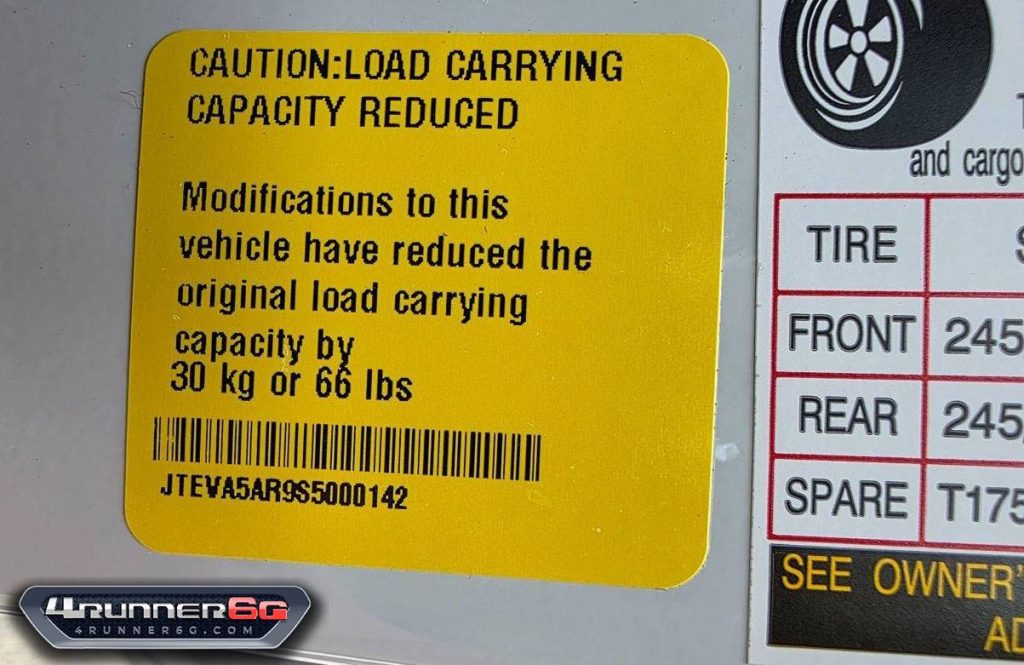 CAUTION:LOAD CARRYING
CAPACITY REDUCED
Modifications to this
vehicle have reduced the
original load carrying
capacity by
30 kg or 66 lbs
JTEVA5AR9S5000142
and cargo
TIRE
FRONT 245
REAR 245
SPARE T175
SEE OWNER'
AD
4RUNNER6G
4RUNNER6G.COM